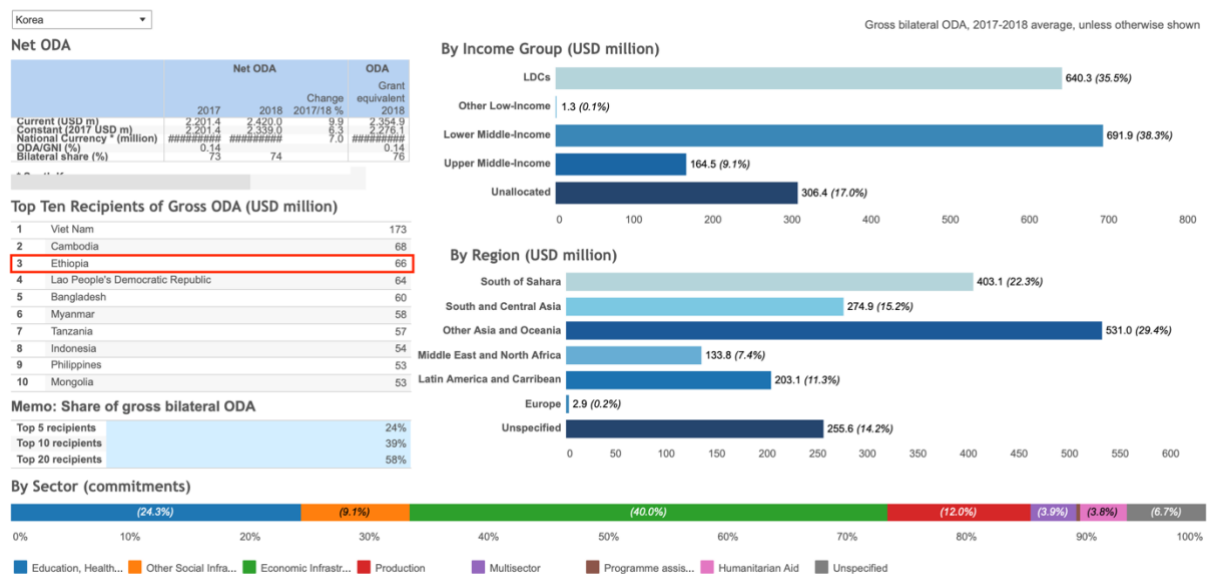 Korea
Gross bilateral ODA, 2017-2018 average, unless otherwise shown
Net ODA
Net ODA ODA
Grant
Change equivalent
2017 2018 2017/18 % 2018
Current (USD m) 2,201.4 2,420.0 9.9 2,354.9
Constant (2017 USD m) 2,201.4 2,339.0 6.3 2,276.1
National Currency * (million) ######### ######### 7.0 #########
ODA/GNI (%) 0.14 0.14
Bilateral share (%) 73 74 76
Top Ten Recipients of Gross ODA (USD million)
1 Viet Nam 173
2 Cambodia 68
3 Ethiopia 66
4 Lao People's Democratic Republic 64
5 Bangladesh 60
6 Myanmar 58
7 Tanzania 57
8 Indonesia 54
9 Philippines 53
10 Mongolia 53
Memo: Share of gross bilateral ODA
Top 5 recipients 24%
Top 10 recipients 39%
Top 20 recipients 58%
By Income Group (USD million)
LDCs 640.3 (35.5%)
Other Low-Income 1.3 (0.1%)
Lower Middle-Income 691.9 (38.3%)
Upper Middle-Income 164.5 (9.1%)
Unallocated 306.4 (17.0%)
0 100 200 300 400 500 600 700 800
By Region (USD million)
South of Sahara 403.1 (22.3%)
South and Central Asia 274.9 (15.2%)
Other Asia and Oceania 531.0 (29.4%)
Middle East and North Africa 133.8 (7.4%)
Latin America and Carribean 203.1 (11.3%)
Europe 2.9 (0.2%)
Unspecified 255.6 (14.2%)
0 50 100 150 200 250 300 350 400 450 500 550 600
By Sector (commitments)
(24.3%) (9.1%) (40.0%) (12.0%) (3.9%) (3.8%) (6.7%)
0% 10% 20% 30% 40% 50% 60% 70% 80% 90% 100%
Education, Health... Other Social Infra... Economic Infrastr... Production Multisector Programme assis... Humanitarian Aid Unspecified